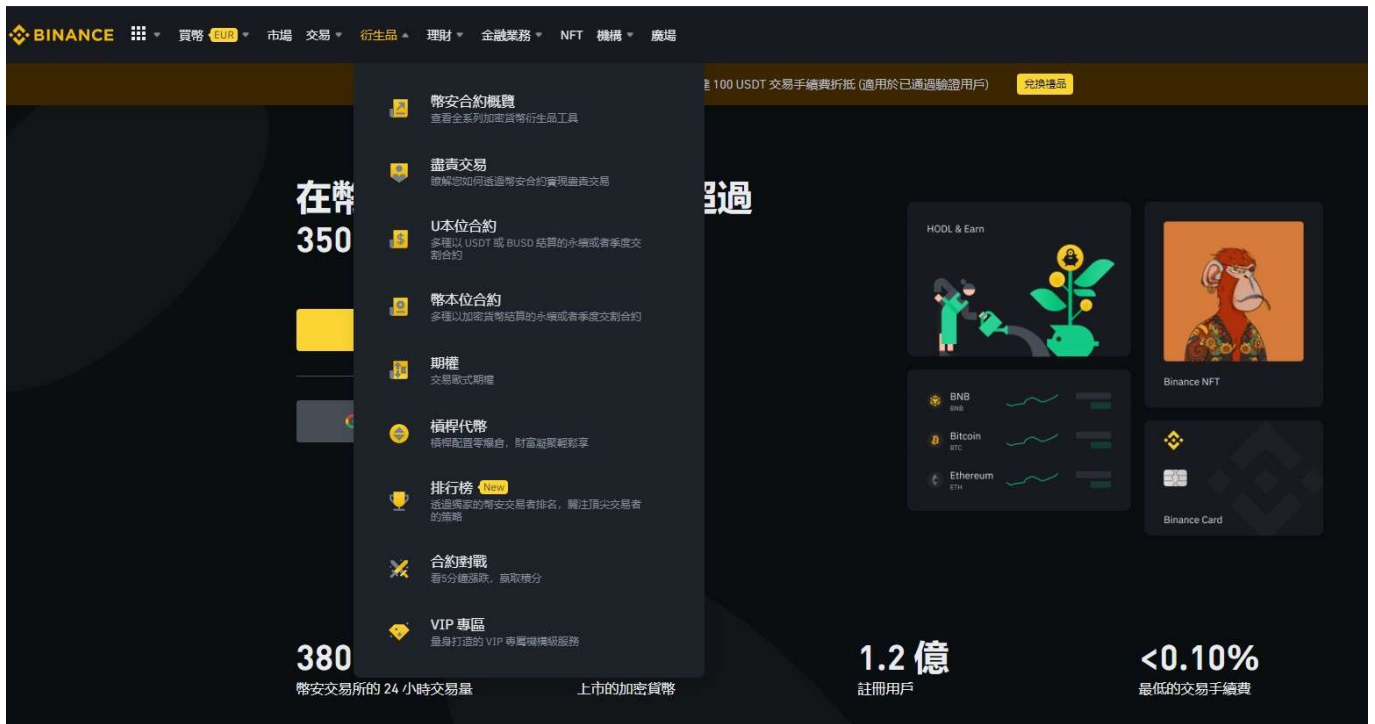 BINANCE 買幣 EUR 市場 交易 衍生品 理財 金融業務 NFT 機構 廣場
100 USDT 交易手續費折抵 (適用於已通過驗證用戶) 兌換禮品
幣安合約概覽
查看全系列加密貨幣衍生品工具
盡責交易
瞭解您如何透過幣安合約實現盡責交易
U本位合約
多種以 USDT 或 BUSD 結算的永續或者季度交
割合約
幣本位合約
多種以加密貨幣結算的永續或者季度交割合約
期權
交易歐式期權
槓桿代幣
槓桿配置零爆倉，財富凝聚輕鬆享
排行榜 New
透過獨家的幣安交易者排名，關注頂尖交易者
的策略
合約對戰
看5分鐘漲跌，贏取積分
VIP 專區
量身打造的 VIP 專屬機構級服務
在幣
超過
350
HODL & Earn
BNB
BNB
Bitcoin
BTC
Ethereum
ETH
Binance NFT
Binance Card
380
幣安交易所的 24 小時交易量
上市的加密貨幣
1.2 億
註冊用戶
<0.10%
最低的交易手續費